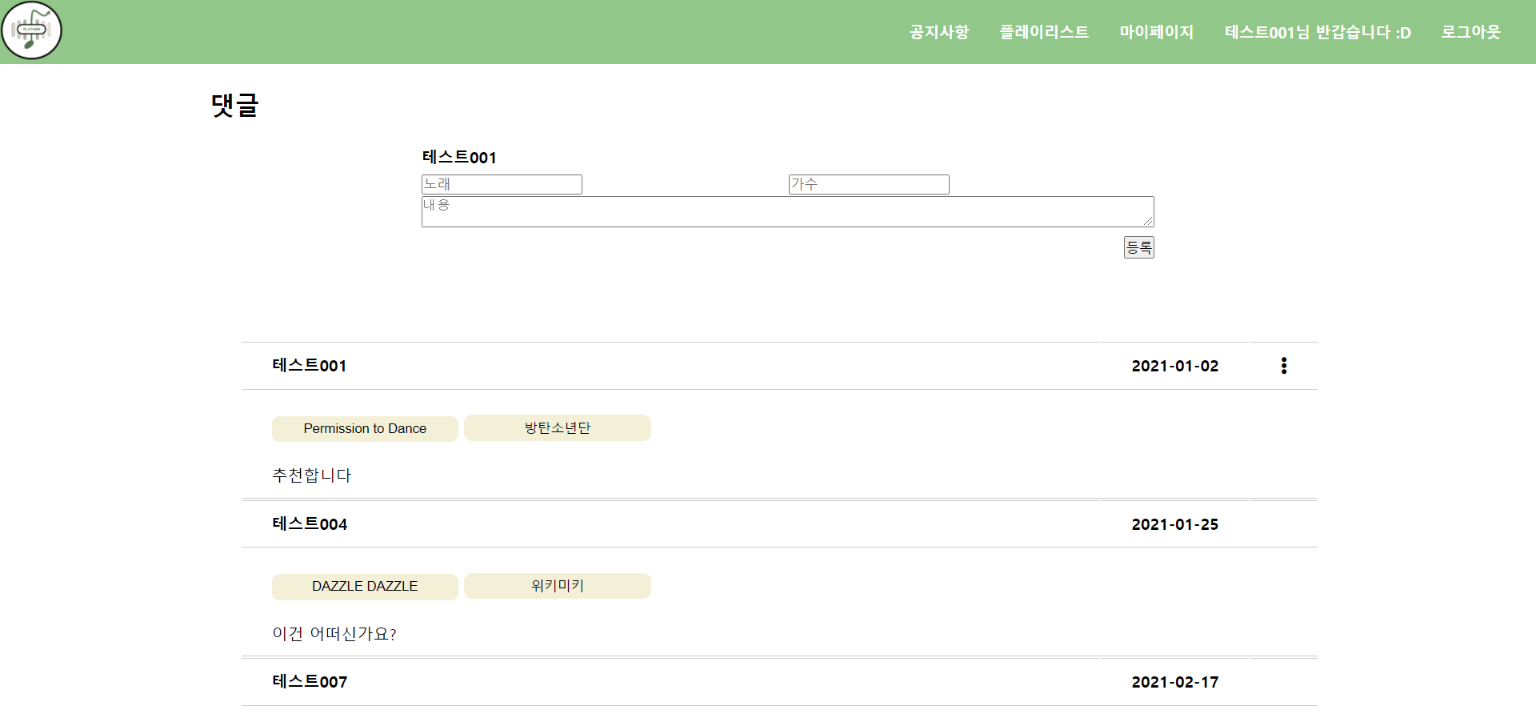 공지사항 플레이리스트 마이페이지 테스트001님 반갑습니다 :D 로그아웃
댓글
테스트001
노래 가수
내용
등록
테스트001 2021-01-02
Permission to Dance 방탄소년단
추천합니다
테스트004 2021-01-25
DAZZLE DAZZLE 위키미키
이건 어떠신가요?
테스트007 2021-02-17